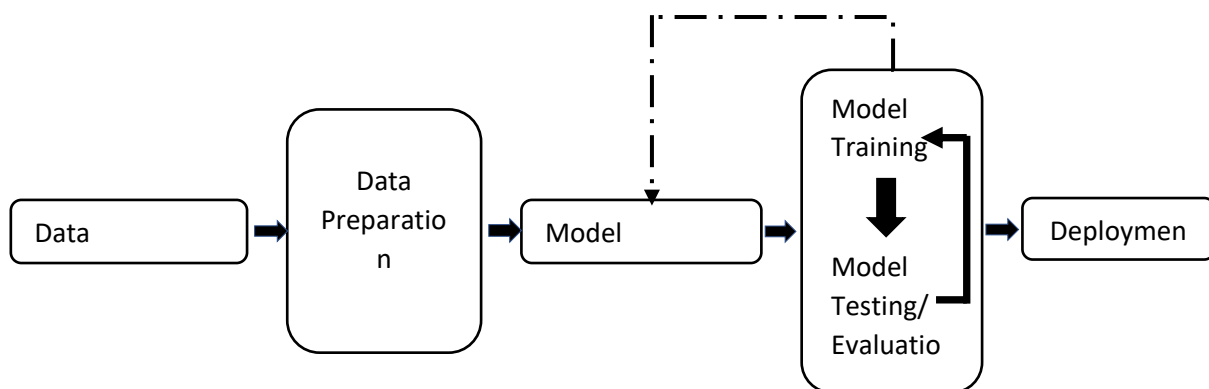 Data
Data
Preparatio
n
Model
Model
Training
Model
Testing/
Evaluatio
Deploymen